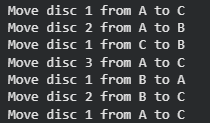 Move disc 1 from A to C
Move disc 2 from A to B
Move disc 1 from C to B
Move disc 3 from A to C
Move disc 1 from B to A
Move disc 2 from B to C
Move disc 1 from A to C